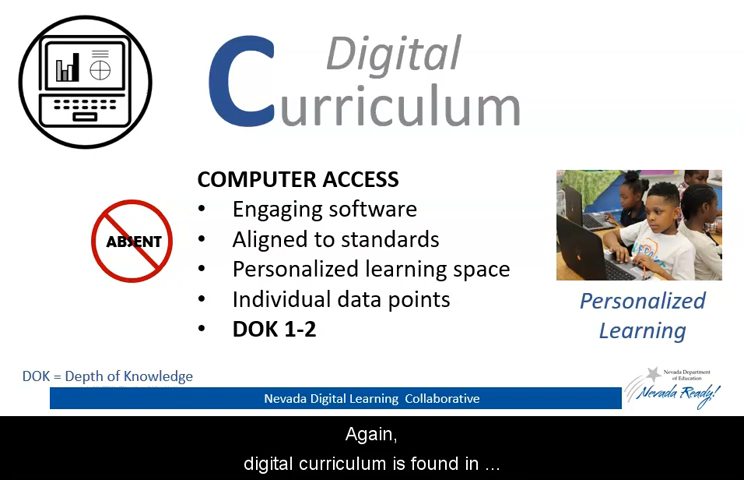 Digital
Curriculum
COMPUTER ACCESS
• Engaging software
ABSENT
• Aligned to standards
• Personalized learning space
• Individual data points
• DOK 1-2
Personalized
Learning
DOK = Depth of Knowledge
Nevada Digital Learning Collaborative
Nevada Department
of Education
Nevada Ready!
Again,
digital curriculum is found in ...